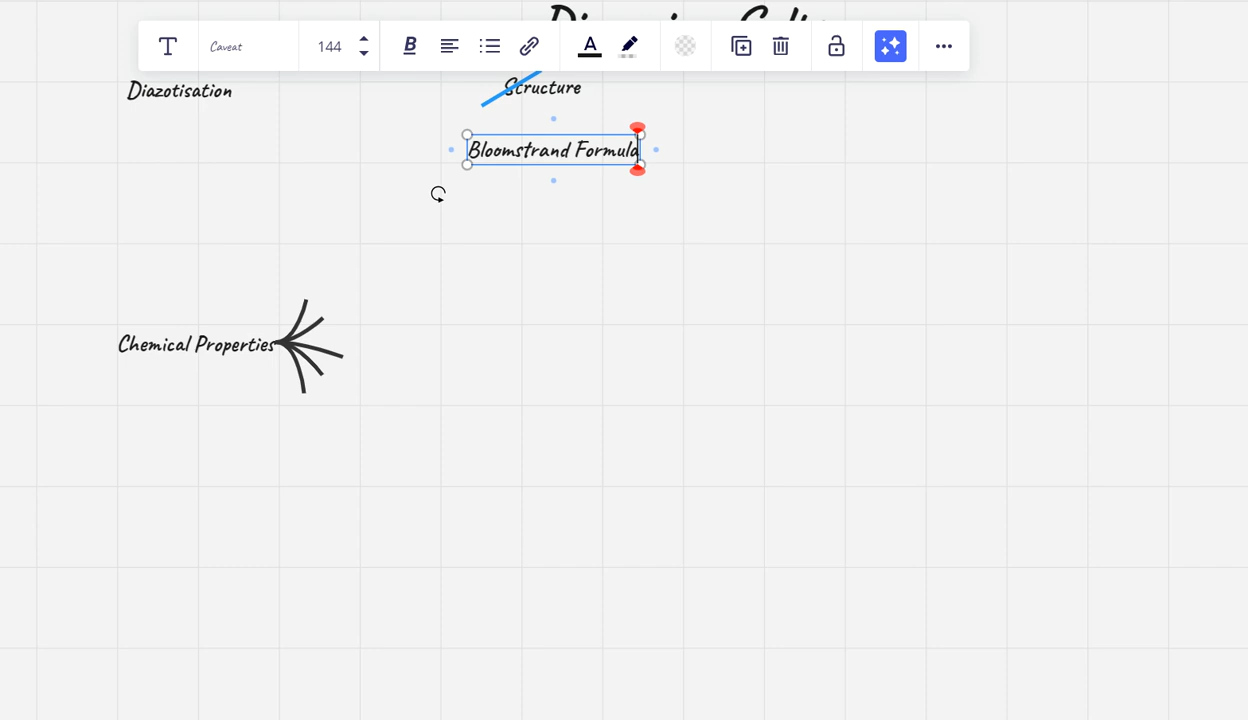 Caveat
144
B
A
Diazotisation
Structure
Bloomstrand Formula
Chemical Properties